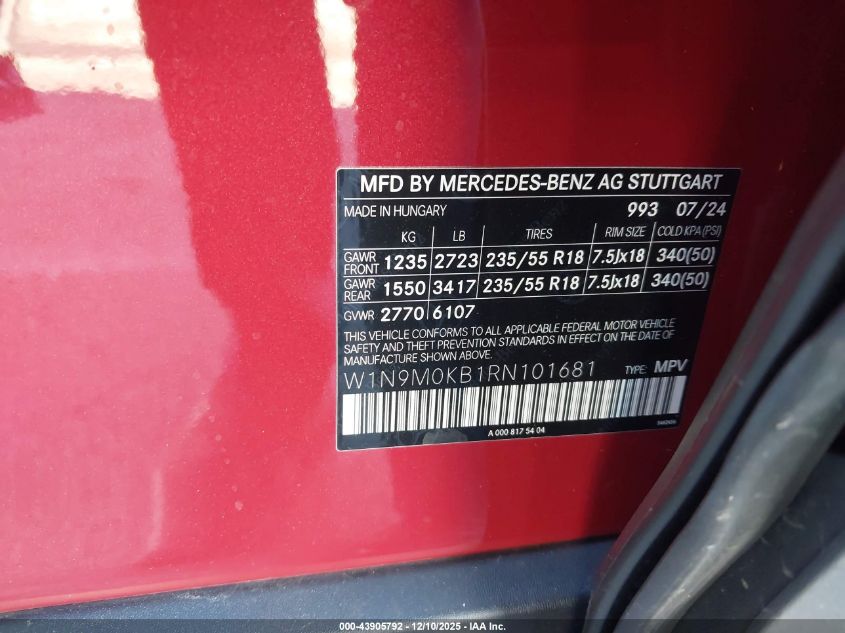 MFD BY MERCEDES-BENZ AG STUTTGART
MADE IN HUNGARY 993 07/24
KG LB TIRES RIM SIZE COLD KPA(PSI)
GAWR FRONT 1235 2723 235/55 R18 7.5Jx18 340(50)
GAWR REAR 1550 3417 235/55 R18 7.5Jx18 340(50)
GVWR 2770 6107
THIS VEHICLE CONFORMS TO ALL APPLICABLE FEDERAL MOTOR VEHICLE
SAFETY AND THEFT PREVENTION STANDARDS IN EFFECT ON THE DATE OF
MANUFACTURE SHOWN ABOVE.
W1N9M0KB1RN101681 TYPE: MPV
A 000 817 54 04
000-43905792 — 12/10/2025 — IAA Inc.